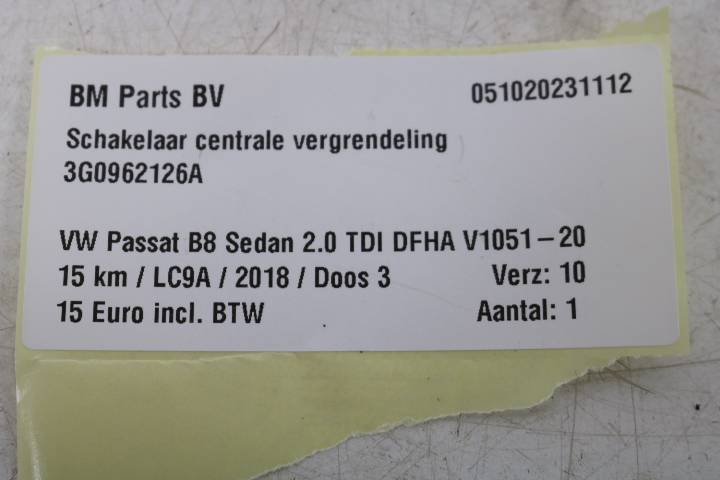 BM Parts BV 051020231112
Schakelaar centrale vergrendeling
3G0962126A
VW Passat B8 Sedan 2.0 TDI DFHA V1051-20
15 km / LC9A / 2018 / Doos 3 Verz: 10
15 Euro incl. BTW Aantal: 1